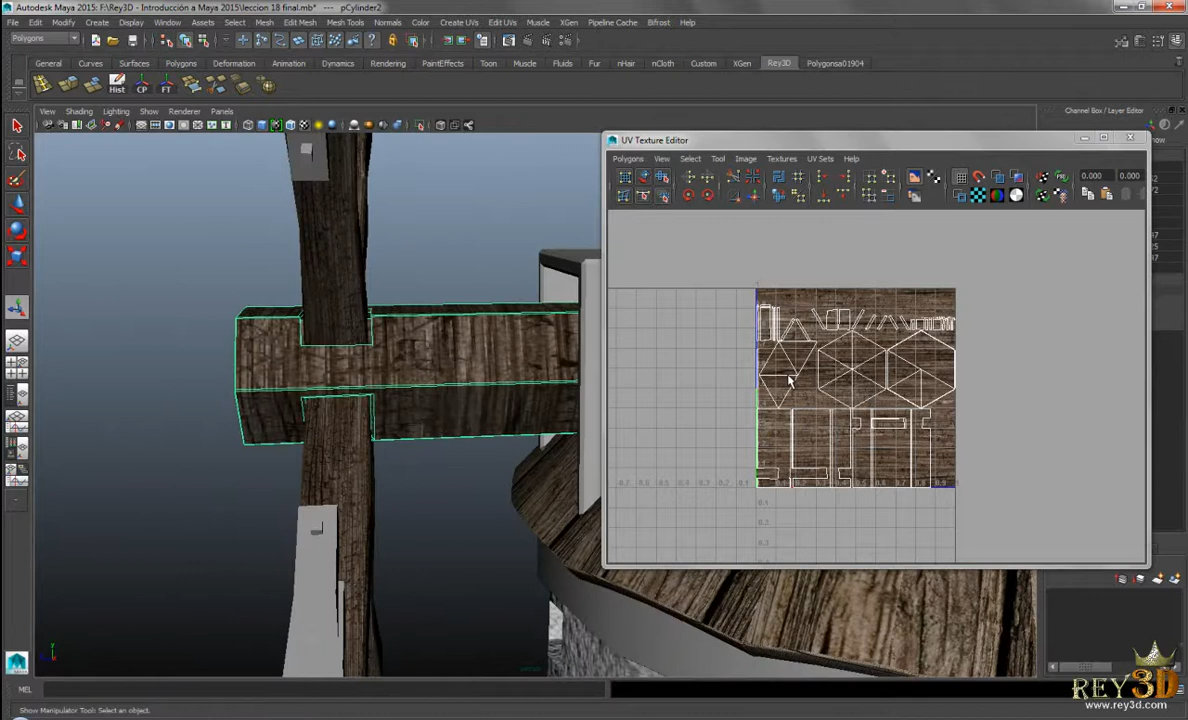 Autodesk Maya 2015: F:\Rey3D - Introducción a Maya 2015\leccion 18 final.mb* --- pCylinder2
File Edit Modify Create Display Window Assets Select Mesh Edit Mesh Mesh Tools Normals Color Create UVs Edit UVs Muscle XGen Pipeline Cache Bifrost Help
Polygons
General Curves Surfaces Polygons Deformation Animation Dynamics Rendering PaintEffects Toon Muscle Fluids Fur nHair nCloth Custom XGen Rey3D Polygonsa01904
Hist CP FT
View Shading Lighting Show Renderer Panels
Channel Box / Layer Editor
UV Texture Editor
Polygons View Select Tool Image Textures UV Sets Help
0.000 0.000
MEL
Show Manipulator Tool: Select an object.
REY3D
www.rey3d.com